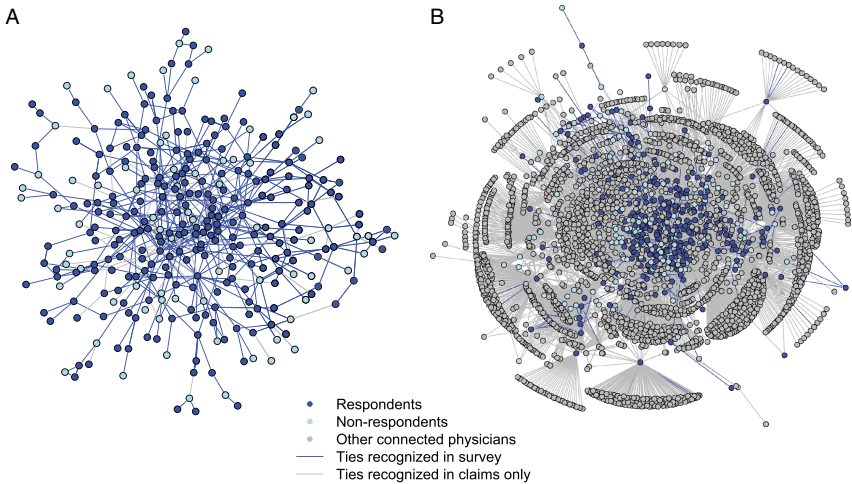 A
B
Respondents
Non-respondents
Other connected physicians
Ties recognized in survey
Ties recognized in claims only